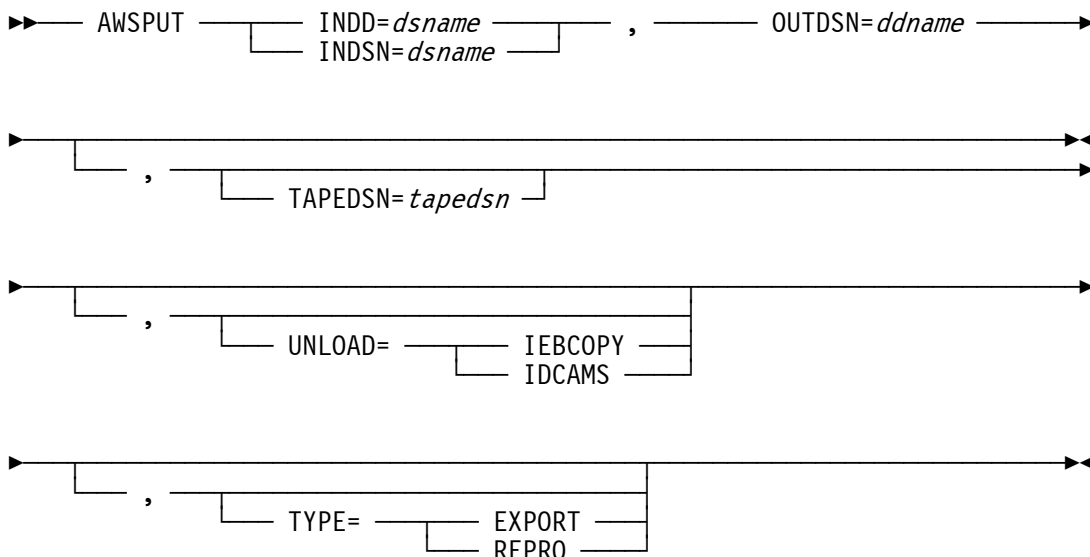 AWSPUT INDD=dsname , OUTDSN=ddname
INDSN=dsname
,
TAPEDSN=tapedsn
,
UNLOAD= IEBCOPY
IDCAMS
,
TYPE= EXPORT
REPRO